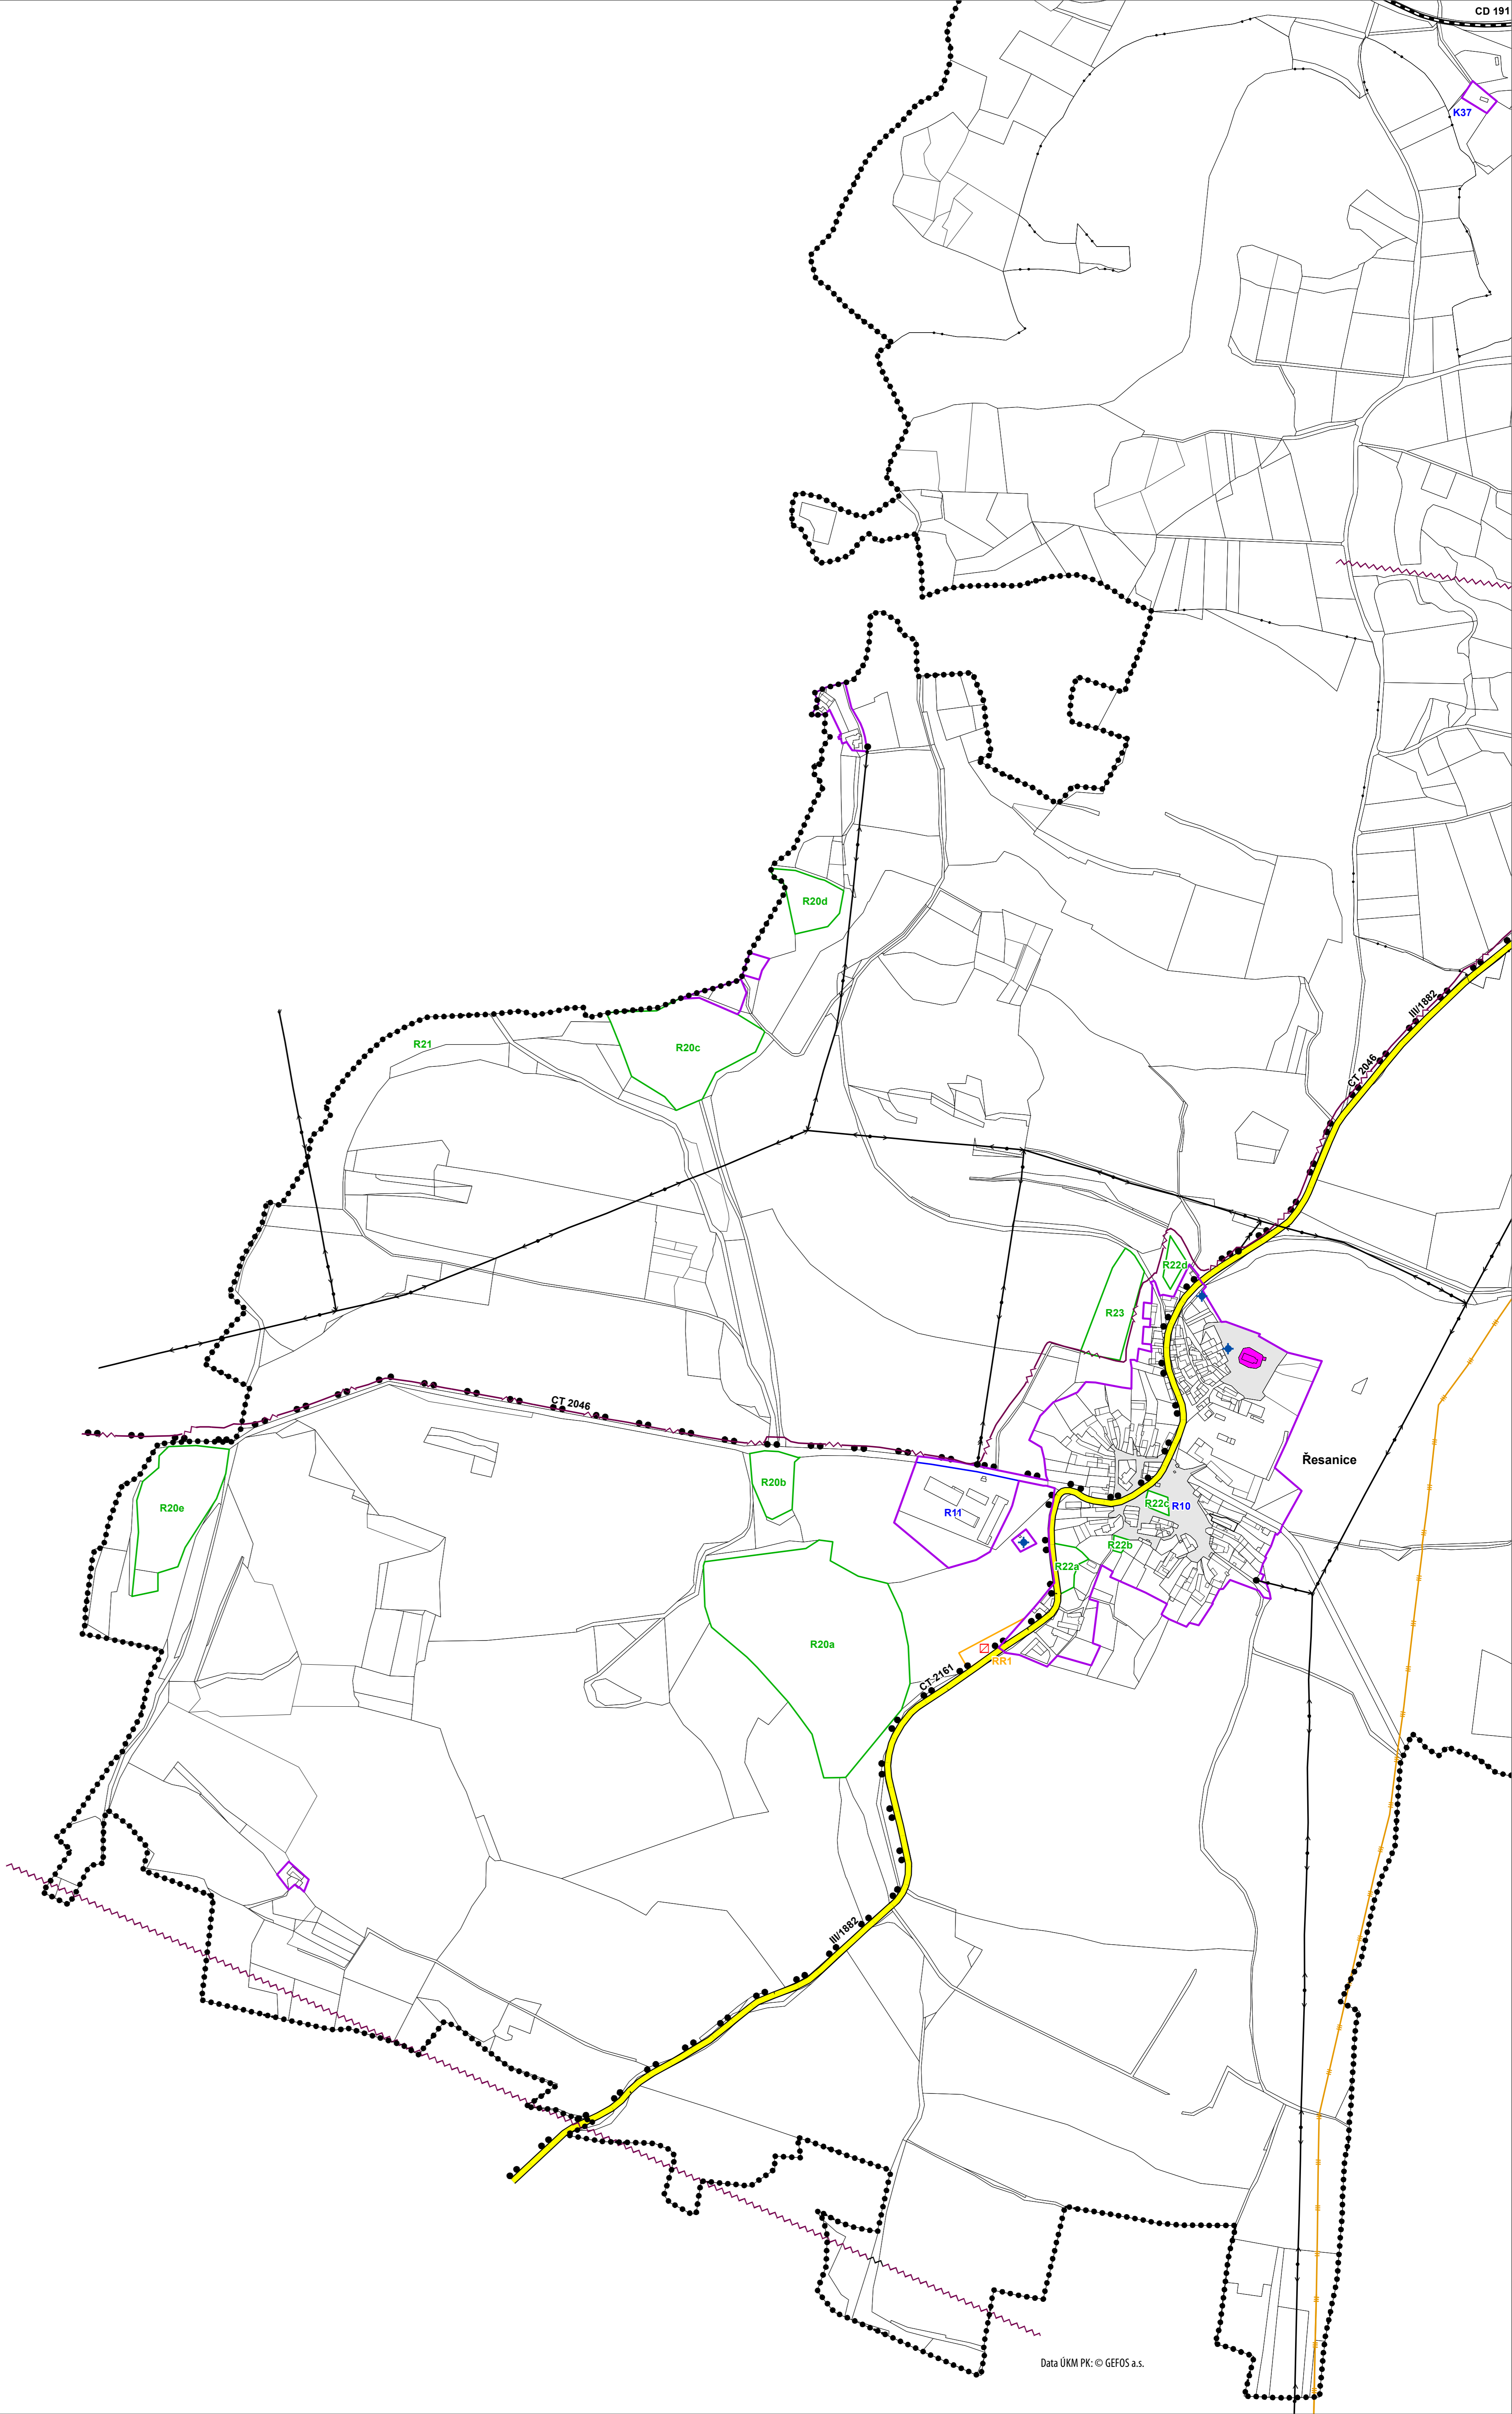 CD 191
K37
R20d
III/1882
R21
R20c
CT 2046
R22d
R23
CT 2046
Řesanice
R20b
R20e
R22c
R10
R11
R22b
R22a
R20a
RR1
CT-2161
III/1882
Data ÚKM PK: © GEFOS a.s.